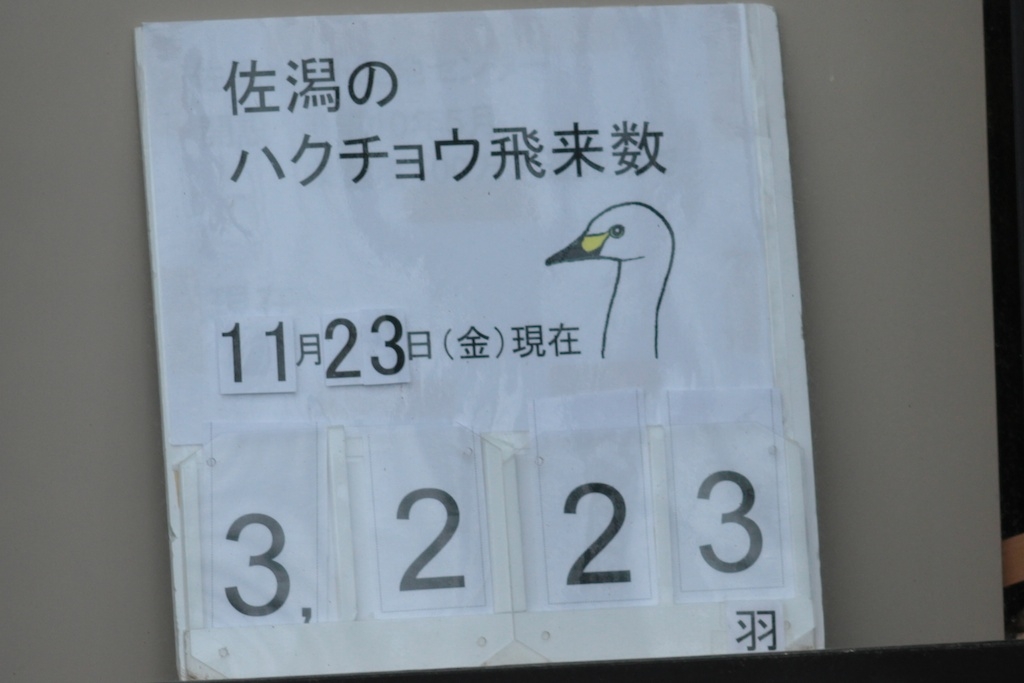 佐潟の
ハクチョウ飛来数
11月23日(金)現在
3,223
羽